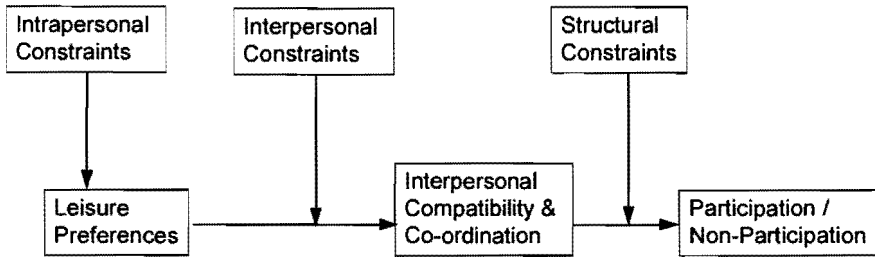 Intrapersonal
Constraints
Interpersonal
Constraints
Structural
Constraints
Leisure
Preferences
Interpersonal
Compatibility &
Co-ordination
Participation /
Non-Participation